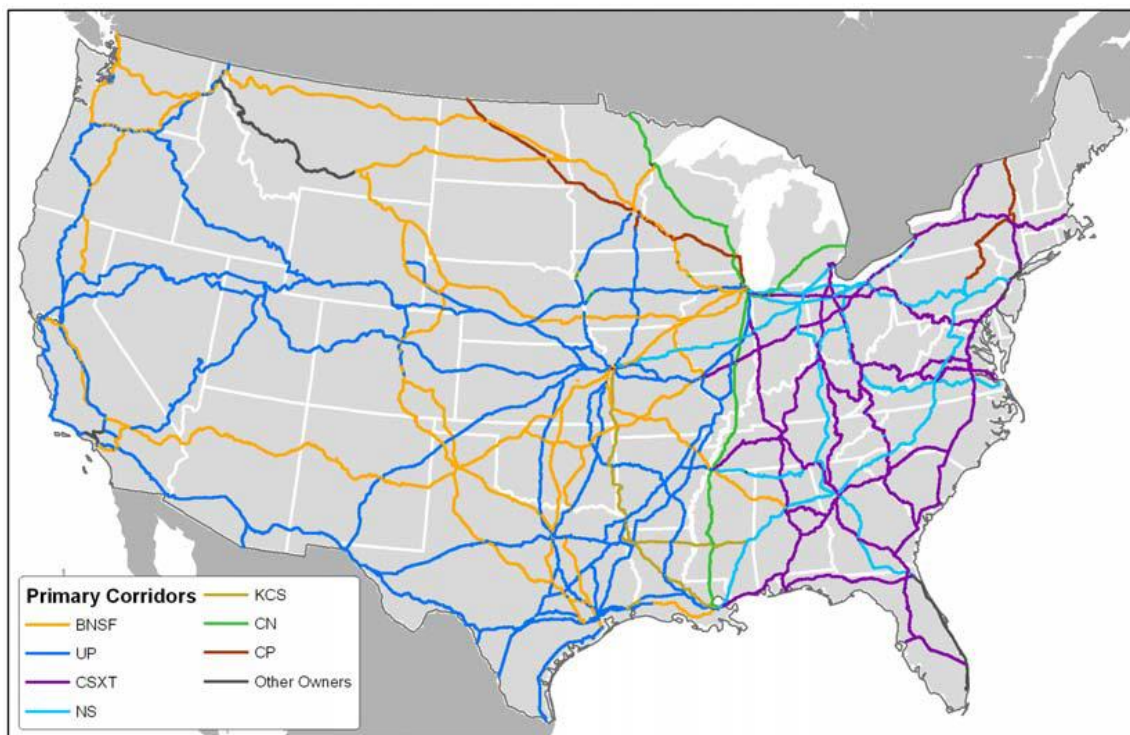 Primary Corridors
BNSF
UP
CSXT
NS
KCS
CN
CP
Other Owners